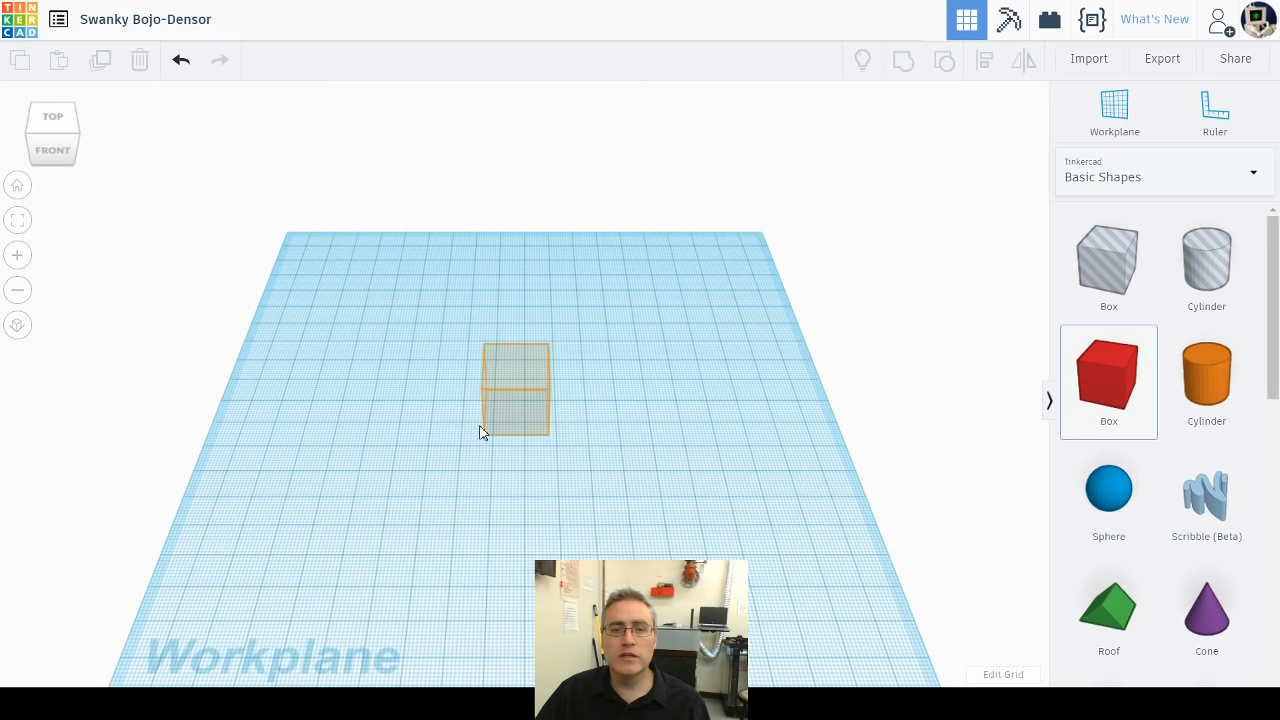 TIN
KER
CAD
Swanky Bojo-Densor
What's New
Import
Export
Share
TOP
FRONT
Workplane
Ruler
Tinkercad
Basic Shapes
Box
Cylinder
Box
Cylinder
Sphere
Scribble (Beta)
Roof
Cone
Workplane
Edit Grid